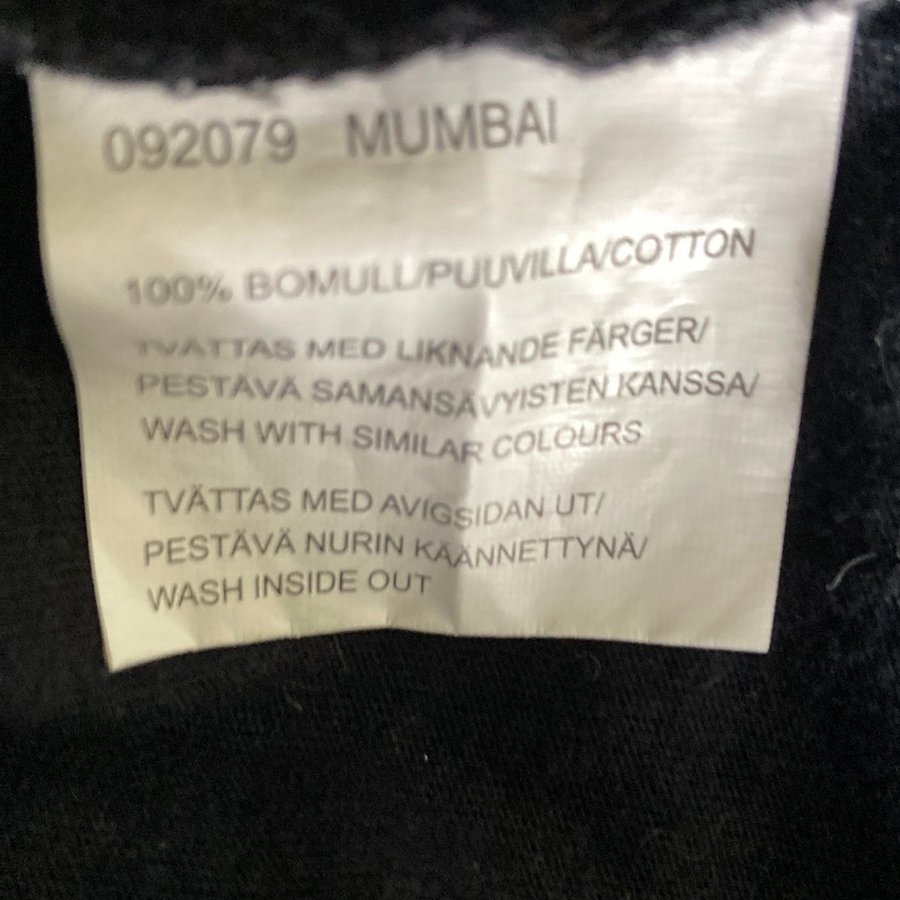 092079 MUMBAI
100% BOMULL/PUUVILLA/COTTON
TVÄTTAS MED LIKNANDE FÄRGER/
PESTÄVÄ SAMANSÄVYISTEN KANSSA/
WASH WITH SIMILAR COLOURS
TVÄTTAS MED AVIGSIDAN UT/
PESTÄVÄ NURIN KÄÄNNETTYNÄ/
WASH INSIDE OUT